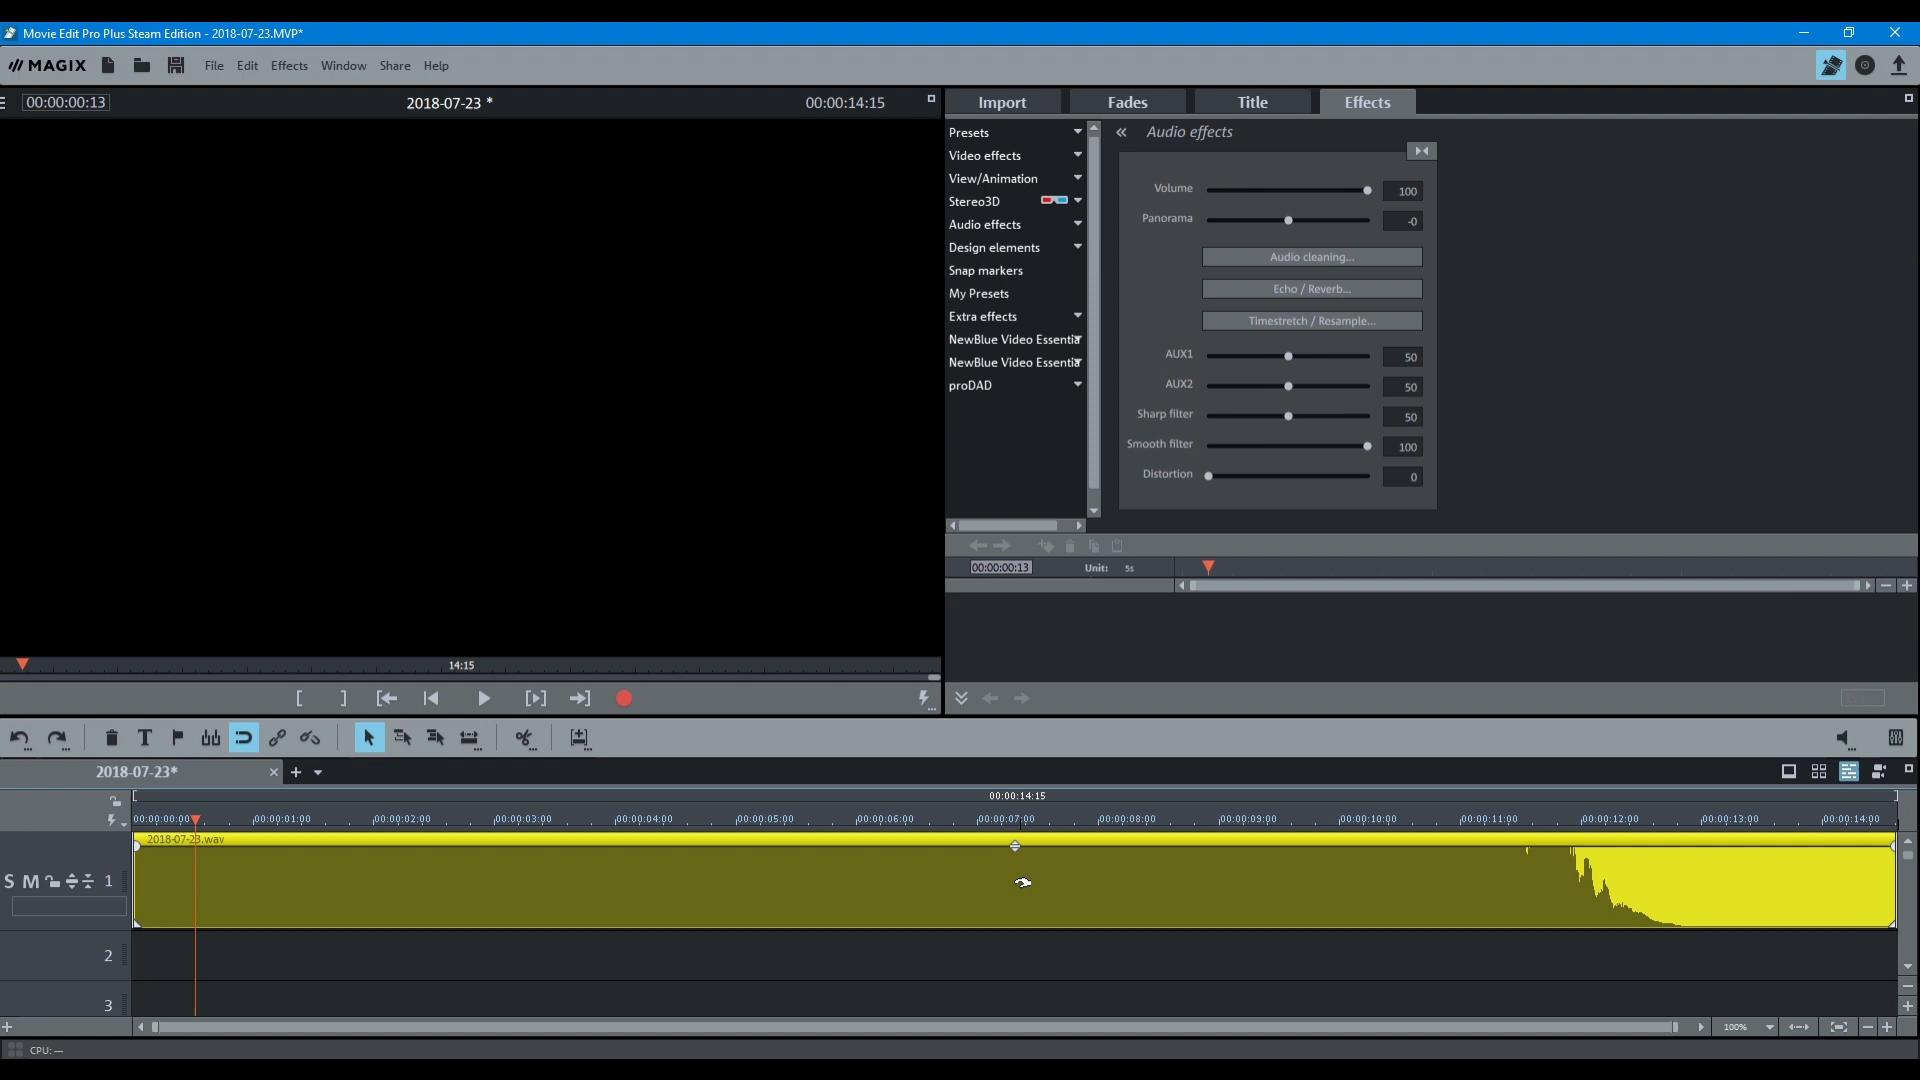 Movie Edit Pro Plus Steam Edition - 2018-07-23.MVP*
MAGIX File Edit Effects Window Share Help
00:00:00:13 2018-07-23 * 00:00:14:15
Import Fades Title Effects
Presets
Video effects
View/Animation
Stereo3D
Audio effects
Design elements
Snap markers
My Presets
Extra effects
NewBlue Video Essentia
NewBlue Video Essentia
proDAD
Audio effects
Volume 100
Panorama -0
Audio cleaning...
Echo / Reverb...
Timestretch / Resample...
AUX1 50
AUX2 50
Sharp filter 50
Smooth filter 100
Distortion 0
00:00:00:13 Unit: 5s
14:15
2018-07-23*
00:00:14:15
00:00:00:00 00:00:01:00 00:00:02:00 00:00:03:00 00:00:04:00 00:00:05:00 00:00:06:00 00:00:07:00 00:00:08:00 00:00:09:00 00:00:10:00 00:00:11:00 00:00:12:00 00:00:13:00 00:00:14:00
2018-07-23.wav
S M 1
2
3
100%
CPU: —